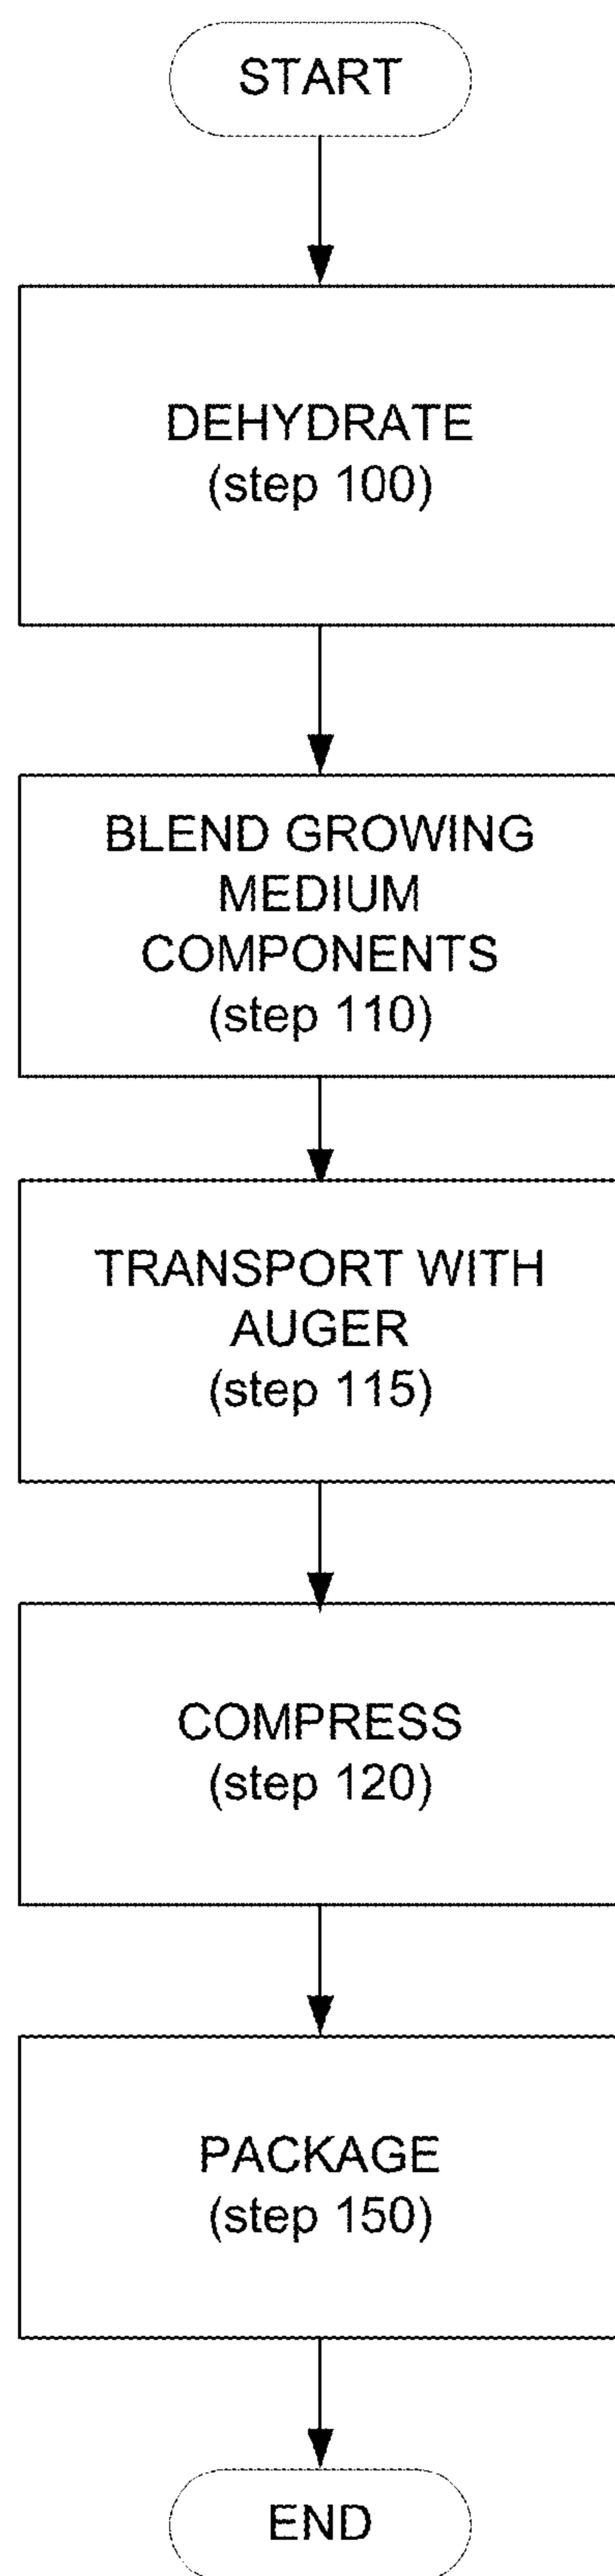 START
DEHYDRATE
(step 100)
BLEND GROWING
MEDIUM
COMPONENTS
(step 110)
TRANSPORT WITH
AUGER
(step 115)
COMPRESS
(step 120)
PACKAGE
(step 150)
END